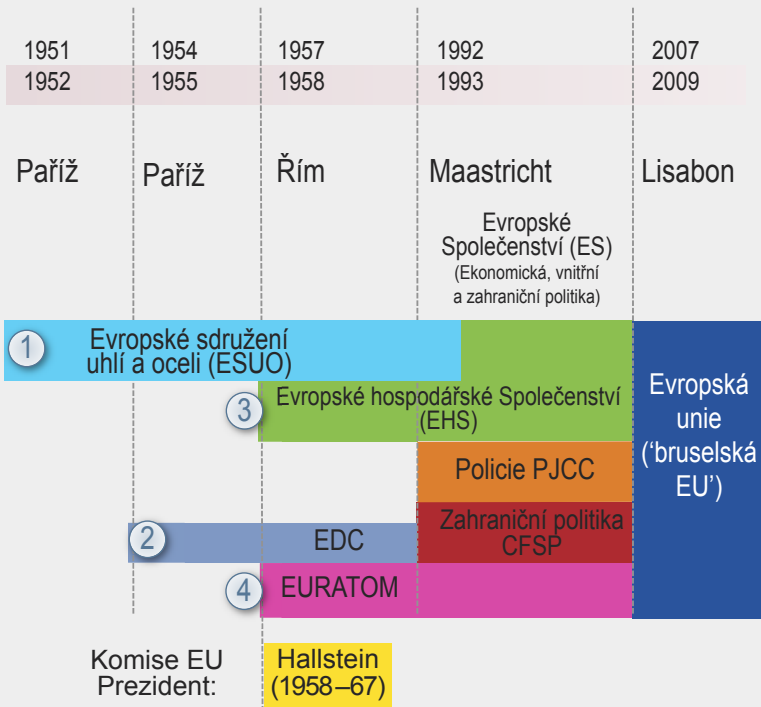 1951 1954 1957 1992 2007
1952 1955 1958 1993 2009
Paříž Paříž Řím Maastricht Lisabon
Evropské
Společenství (ES)
(Ekonomická, vnitřní
a zahraniční politika)
1
Evropské sdružení
uhlí a oceli (ESUO)
3
Evropské hospodářské Společenství
(EHS)
Evropská
unie
(‘bruselská
EU’)
Policie PJCC
2
EDC
Zahraniční politika
CFSP
4
EURATOM
Komise EU
Prezident:
Hallstein
(1958–67)